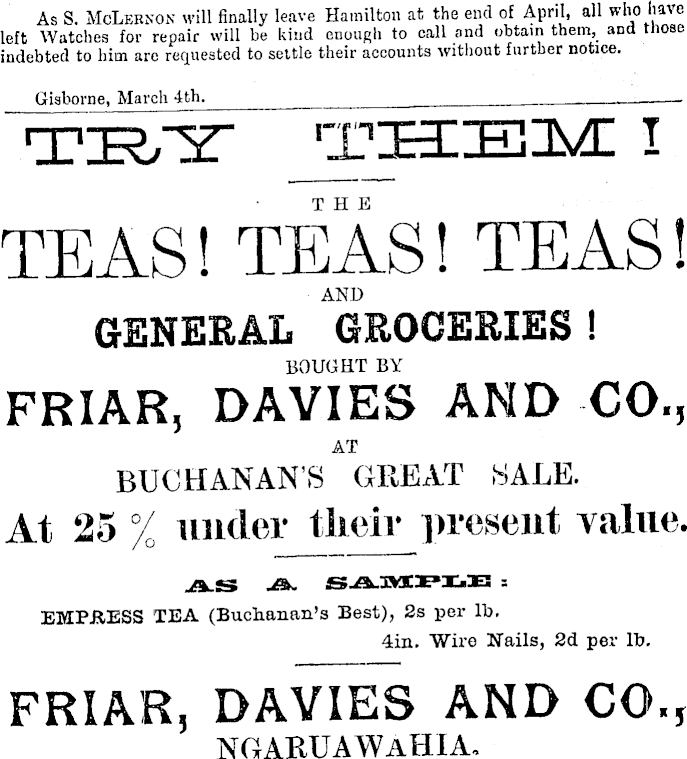 As S. McLERNON will finally leave Hamilton at the end of April, all who have
left Watches for repair will be kind enough to call and obtain them, and those
indebted to him are requested to settle their accounts without further notice.
Gisborne, March 4th.
TRY THEM!
THE
TEAS! TEAS! TEAS!
AND
GENERAL GROCERIES!
BOUGHT BY
FRIAR, DAVIES AND CO.,
AT
BUCHANAN'S GREAT SALE.
At 25 % under their present value.
AS A SAMPLE:
EMPRESS TEA (Buchanan's Best), 2s per lb.
4in. Wire Nails, 2d per lb.
FRIAR, DAVIES AND CO.,
NGARUAWAHIA.